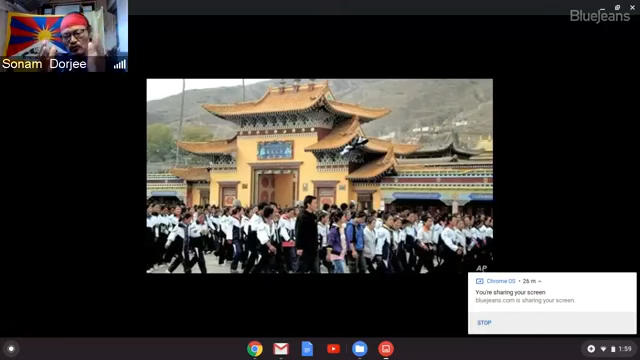 BlueJeans
Sonam Dorjee
AP
Chrome OS • 26 m
You're sharing your screen
bluejeans.com is sharing your screen.
STOP
1:59